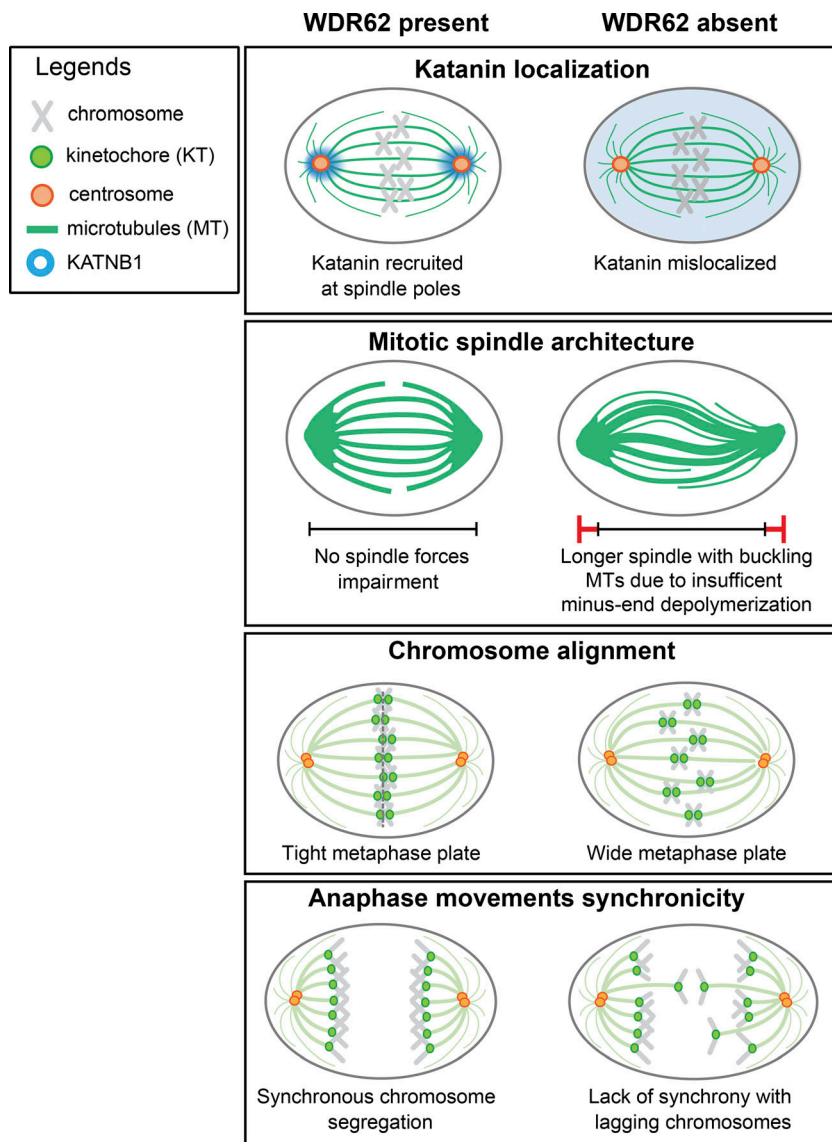 WDR62 present
WDR62 absent
Legends
chromosome
kinetochore (KT)
centrosome
microtubules (MT)
KATNB1
Katanin localization
Katanin recruited
at spindle poles
Katanin mislocalized
Mitotic spindle architecture
No spindle forces
impairment
Longer spindle with buckling
MTs due to insufficent
minus-end depolymerization
Chromosome alignment
Tight metaphase plate
Wide metaphase plate
Anaphase movements synchronicity
Synchronous chromosome
segregation
Lack of synchrony with
lagging chromosomes